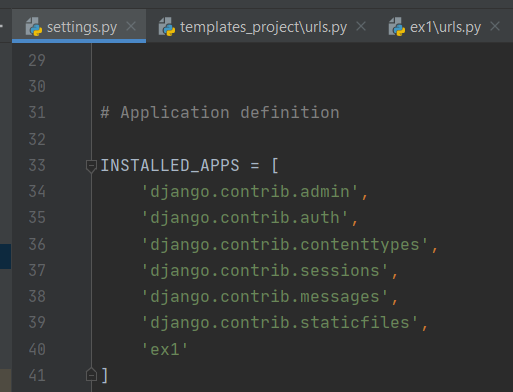 settings.py templates_project\urls.py ex1\urls.py
29
30
31 # Application definition
32
33 INSTALLED_APPS = [
34 'django.contrib.admin',
35 'django.contrib.auth',
36 'django.contrib.contenttypes',
37 'django.contrib.sessions',
38 'django.contrib.messages',
39 'django.contrib.staticfiles',
40 'ex1'
41 ]